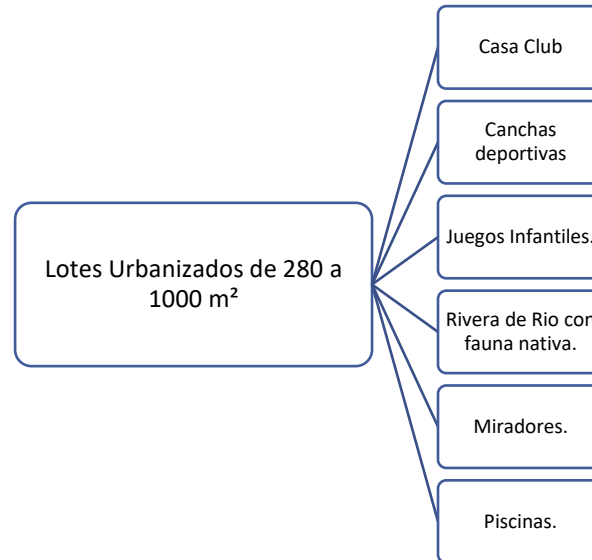 Lotes Urbanizados de 280 a
1000 m²
Casa Club
Canchas
deportivas
Juegos Infantiles.
Rivera de Rio con
fauna nativa.
Miradores.
Piscinas.